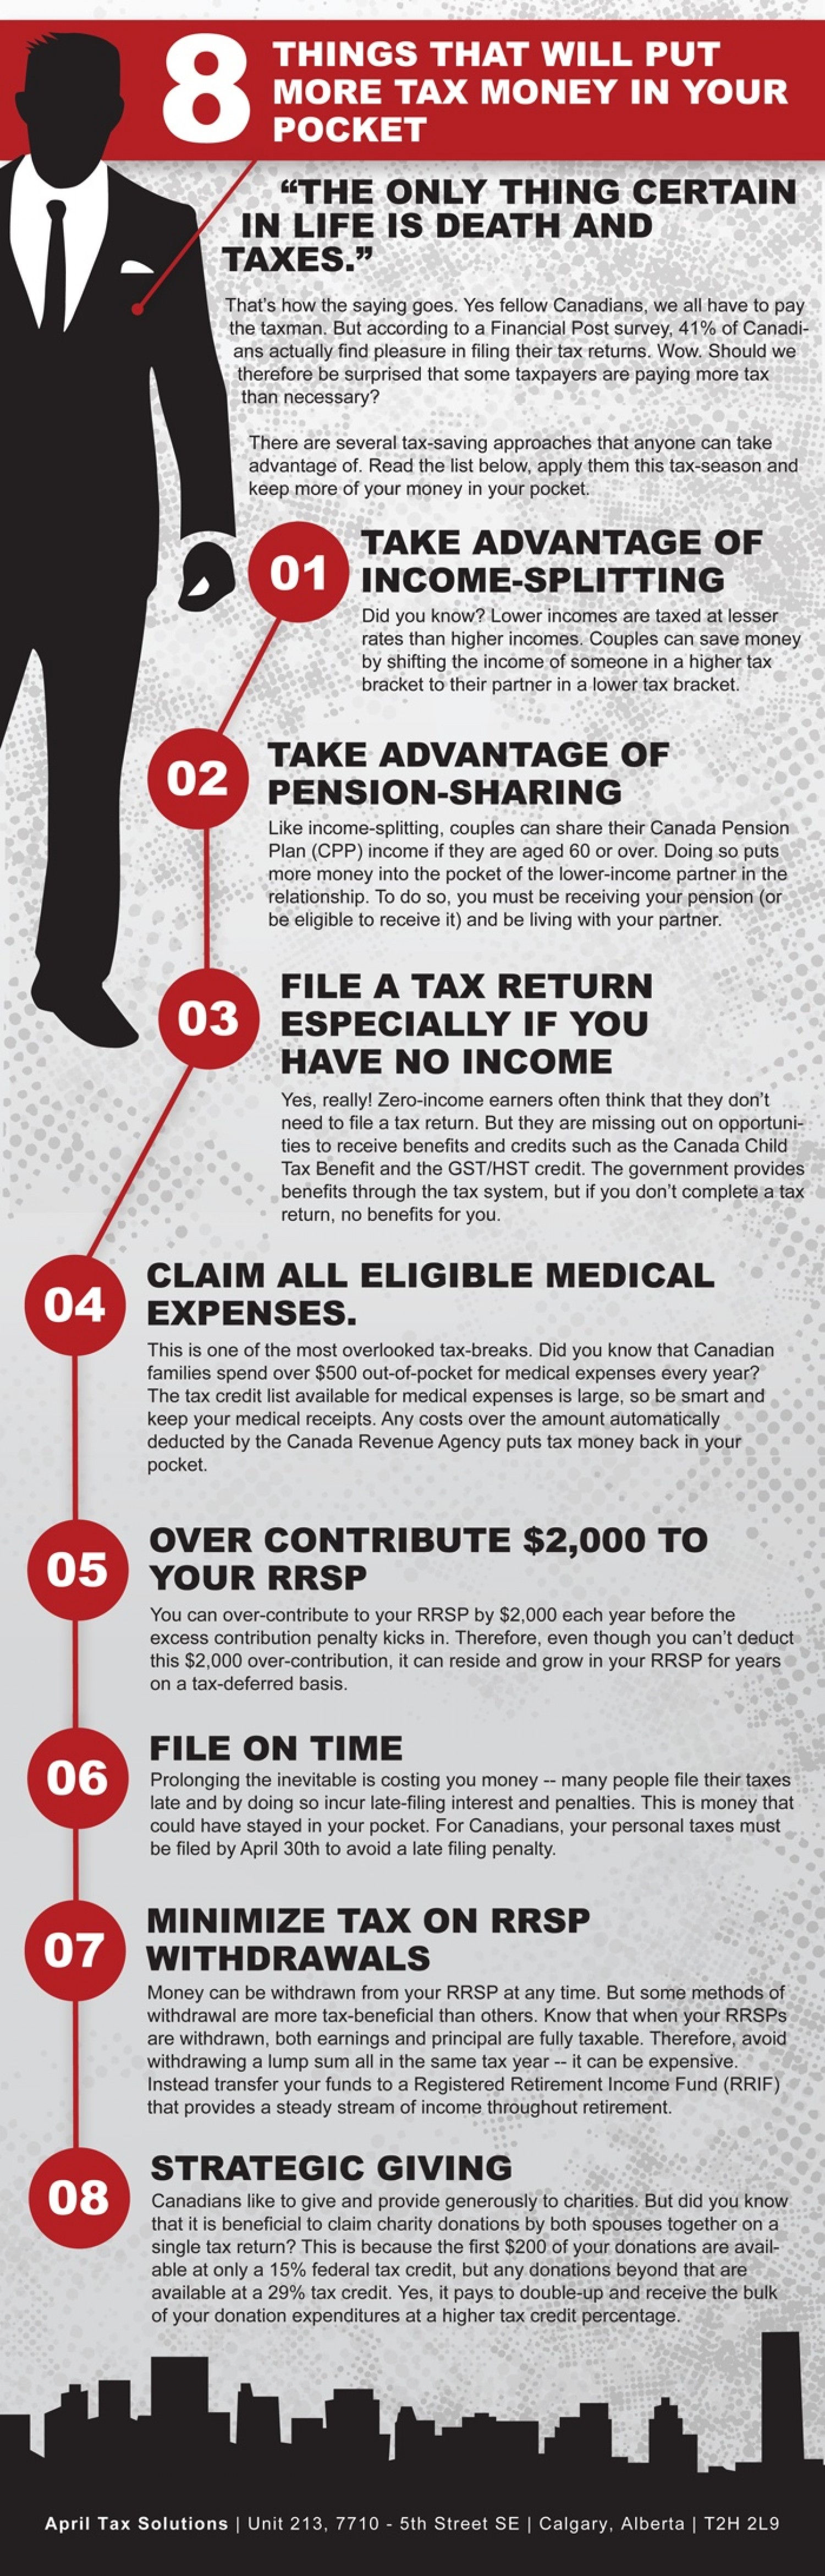 8
THINGS THAT WILL PUT
MORE TAX MONEY IN YOUR
POCKET
“THE ONLY THING CERTAIN
IN LIFE IS DEATH AND
TAXES.”
That’s how the saying goes. Yes fellow Canadians, we all have to pay
the taxman. But according to a Financial Post survey, 41% of Canadi-
ans actually find pleasure in filing their tax returns. Wow. Should we
therefore be surprised that some taxpayers are paying more tax
than necessary?
There are several tax-saving approaches that anyone can take
advantage of. Read the list below, apply them this tax-season and
keep more of your money in your pocket.
01
TAKE ADVANTAGE OF
INCOME-SPLITTING
Did you know? Lower incomes are taxed at lesser
rates than higher incomes. Couples can save money
by shifting the income of someone in a higher tax
bracket to their partner in a lower tax bracket.
02
TAKE ADVANTAGE OF
PENSION-SHARING
Like income-splitting, couples can share their Canada Pension
Plan (CPP) income if they are aged 60 or over. Doing so puts
more money into the pocket of the lower-income partner in the
relationship. To do so, you must be receiving your pension (or
be eligible to receive it) and be living with your partner.
03
FILE A TAX RETURN
ESPECIALLY IF YOU
HAVE NO INCOME
Yes, really! Zero-income earners often think that they don’t
need to file a tax return. But they are missing out on opportuni-
ties to receive benefits and credits such as the Canada Child
Tax Benefit and the GST/HST credit. The government provides
benefits through the tax system, but if you don’t complete a tax
return, no benefits for you.
04
CLAIM ALL ELIGIBLE MEDICAL
EXPENSES.
This is one of the most overlooked tax-breaks. Did you know that Canadian
families spend over $500 out-of-pocket for medical expenses every year?
The tax credit list available for medical expenses is large, so be smart and
keep your medical receipts. Any costs over the amount automatically
deducted by the Canada Revenue Agency puts tax money back in your
pocket.
05
OVER CONTRIBUTE $2,000 TO
YOUR RRSP
You can over-contribute to your RRSP by $2,000 each year before the
excess contribution penalty kicks in. Therefore, even though you can’t deduct
this $2,000 over-contribution, it can reside and grow in your RRSP for years
on a tax-deferred basis.
06
FILE ON TIME
Prolonging the inevitable is costing you money -- many people file their taxes
late and by doing so incur late-filing interest and penalties. This is money that
could have stayed in your pocket. For Canadians, your personal taxes must
be filed by April 30th to avoid a late filing penalty.
07
MINIMIZE TAX ON RRSP
WITHDRAWALS
Money can be withdrawn from your RRSP at any time. But some methods of
withdrawal are more tax-beneficial than others. Know that when your RRSPs
are withdrawn, both earnings and principal are fully taxable. Therefore, avoid
withdrawing a lump sum all in the same tax year -- it can be expensive.
Instead transfer your funds to a Registered Retirement Income Fund (RRIF)
that provides a steady stream of income throughout retirement.
08
STRATEGIC GIVING
Canadians like to give and provide generously to charities. But did you know
that it is beneficial to claim charity donations by both spouses together on a
single tax return? This is because the first $200 of your donations are avail-
able at only a 15% federal tax credit, but any donations beyond that are
available at a 29% tax credit. Yes, it pays to double-up and receive the bulk
of your donation expenditures at a higher tax credit percentage.
April Tax Solutions | Unit 213, 7710 - 5th Street SE | Calgary, Alberta | T2H 2L9